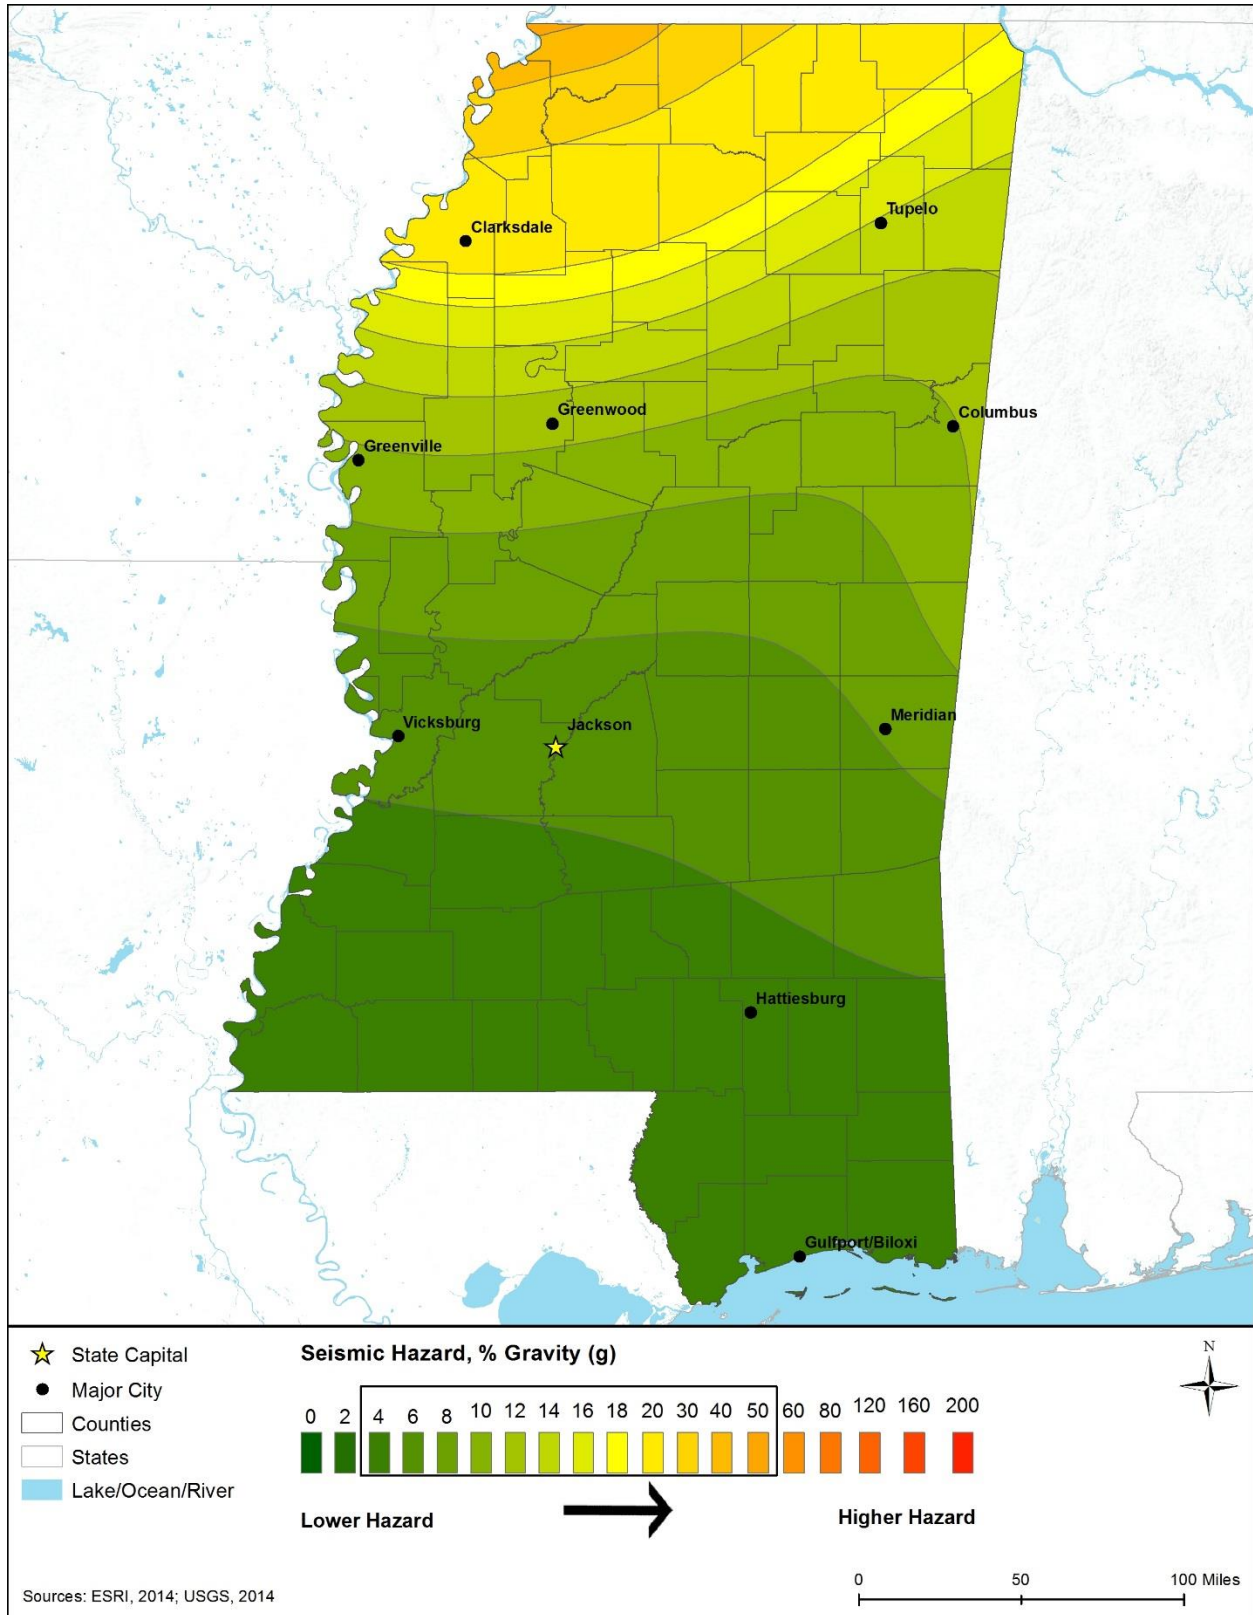 Clarksdale
Tupelo
Greenwood
Columbus
Greenville
Vicksburg
Jackson
Meridian
Hattiesburg
Gulfport/Biloxi
State Capital
Major City
Counties
States
Lake/Ocean/River
Seismic Hazard, % Gravity (g)
0 2 4 6 8 10 12 14 16 18 20 30 40 50 60 80 120 160 200
Lower Hazard
Higher Hazard
N
Sources: ESRI, 2014; USGS, 2014
0 50 100 Miles